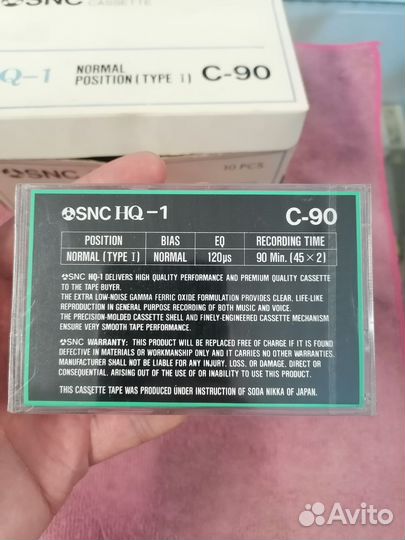 SNC
CASSETTE
HQ-1 NORMAL POSITION (TYPE I) C-90
SNC 10 PCS
SNC HQ-1 C-90
POSITION BIAS EQ RECORDING TIME
NORMAL (TYPE I) NORMAL 120μs 90 Min. (45×2)
SNC HQ-1 DELIVERS HIGH QUALITY PERFORMANCE AND PREMIUM QUALITY CASSETTE
TO THE TAPE BUYER.
THE EXTRA LOW-NOISE GAMMA FERIC OXIDE FORMULATION PROVIDES CLEAR. LIFE-LIKE
REPRODUCTION IN GENERAL PURPOSE RECORDING OF BOTH MUSIC AND VOICE.
THE PRECISION-MOLDED CASSETTE SHELL AND FINELY-ENGINEERED CASSETTE MECHANISM
ENSURE VERY SMOOTH TAPE PERFORMANCE.
SNC WARRANTY: THIS PRODUCT WILL BE REPLACED FREE OF CHARGE IF IT IS FOUND
DEFECTIVE IN MATERIALS OR WORKMANSHIP ONLY AND IT CARRIES NO OTHER WARRANTIES.
MANUFACTURER SHALL NOT BE LIABLE FOR ANY INJURY. LOSS. OR DAMAGE. DIRECT OR
CONSEQUENTIAL. ARISING OUT OF THE USE OF OR INABILITY TO USE THIS PRODUCT.
THIS CASSETTE TAPE WAS PRODUCED UNDER INSTRUCTION OF SODA NIKKA OF JAPAN.
Avito